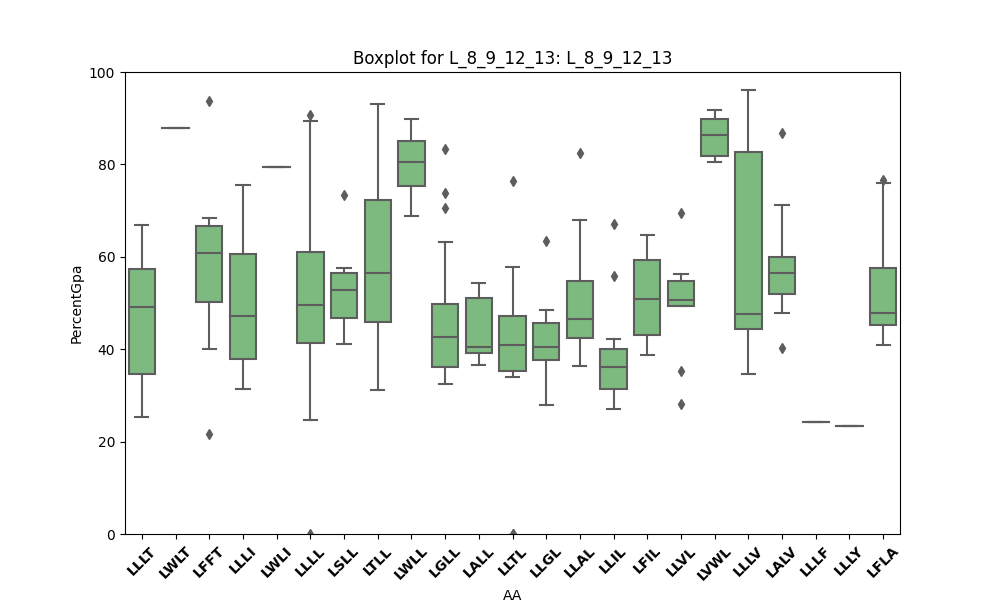 Boxplot for L_8_9_12_13: L_8_9_12_13
100
80
60
40
20
0
PercentGpa
LLLT LWLT LFFT LLLI LWLI LLLL LSLL LTLL LWLL LGLL LALL LLTL LLGL LLAL LLIL LFIL LLVL LVWL LLLV LALV LLLF LLLY LFLA
AA